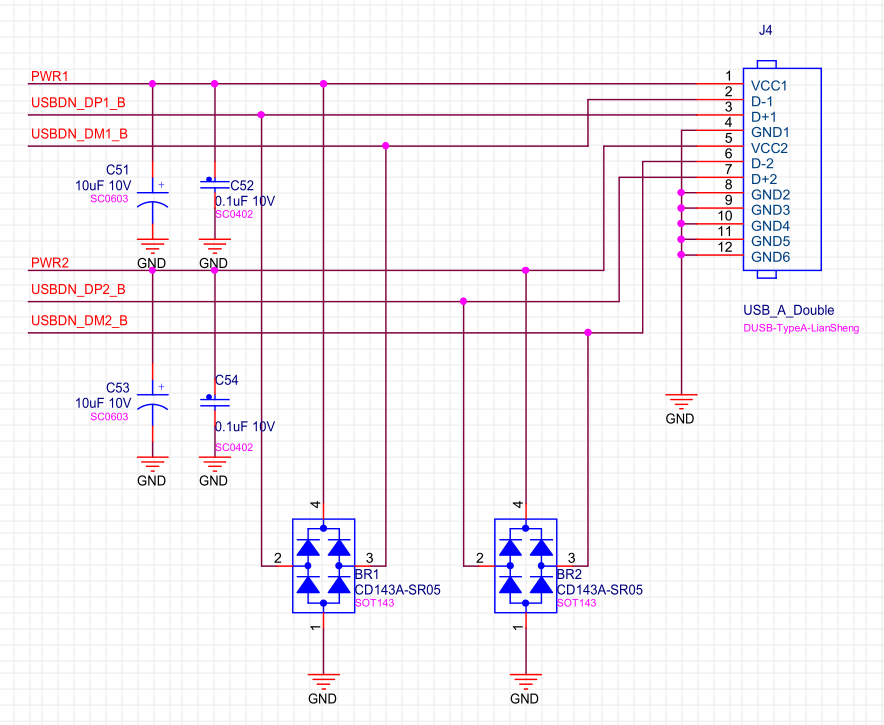 J4
PWR1
USBDN_DP1_B
USBDN_DM1_B
1
2
3
4
5
6
7
8
9
10
11
12
VCC1
D-1
D+1
GND1
VCC2
D-2
D+2
GND2
GND3
GND4
GND5
GND6
C51
10uF 10V
SC0603
+
C52
0.1uF 10V
SC0402
GND
GND
PWR2
USBDN_DP2_B
USBDN_DM2_B
USB_A_Double
DUSB-TypeA-LianSheng
C53
10uF 10V
SC0603
+
C54
0.1uF 10V
SC0402
GND
GND
GND
4
2
3
BR1
CD143A-SR05
SOT143
1
GND
4
2
3
BR2
CD143A-SR05
SOT143
1
GND